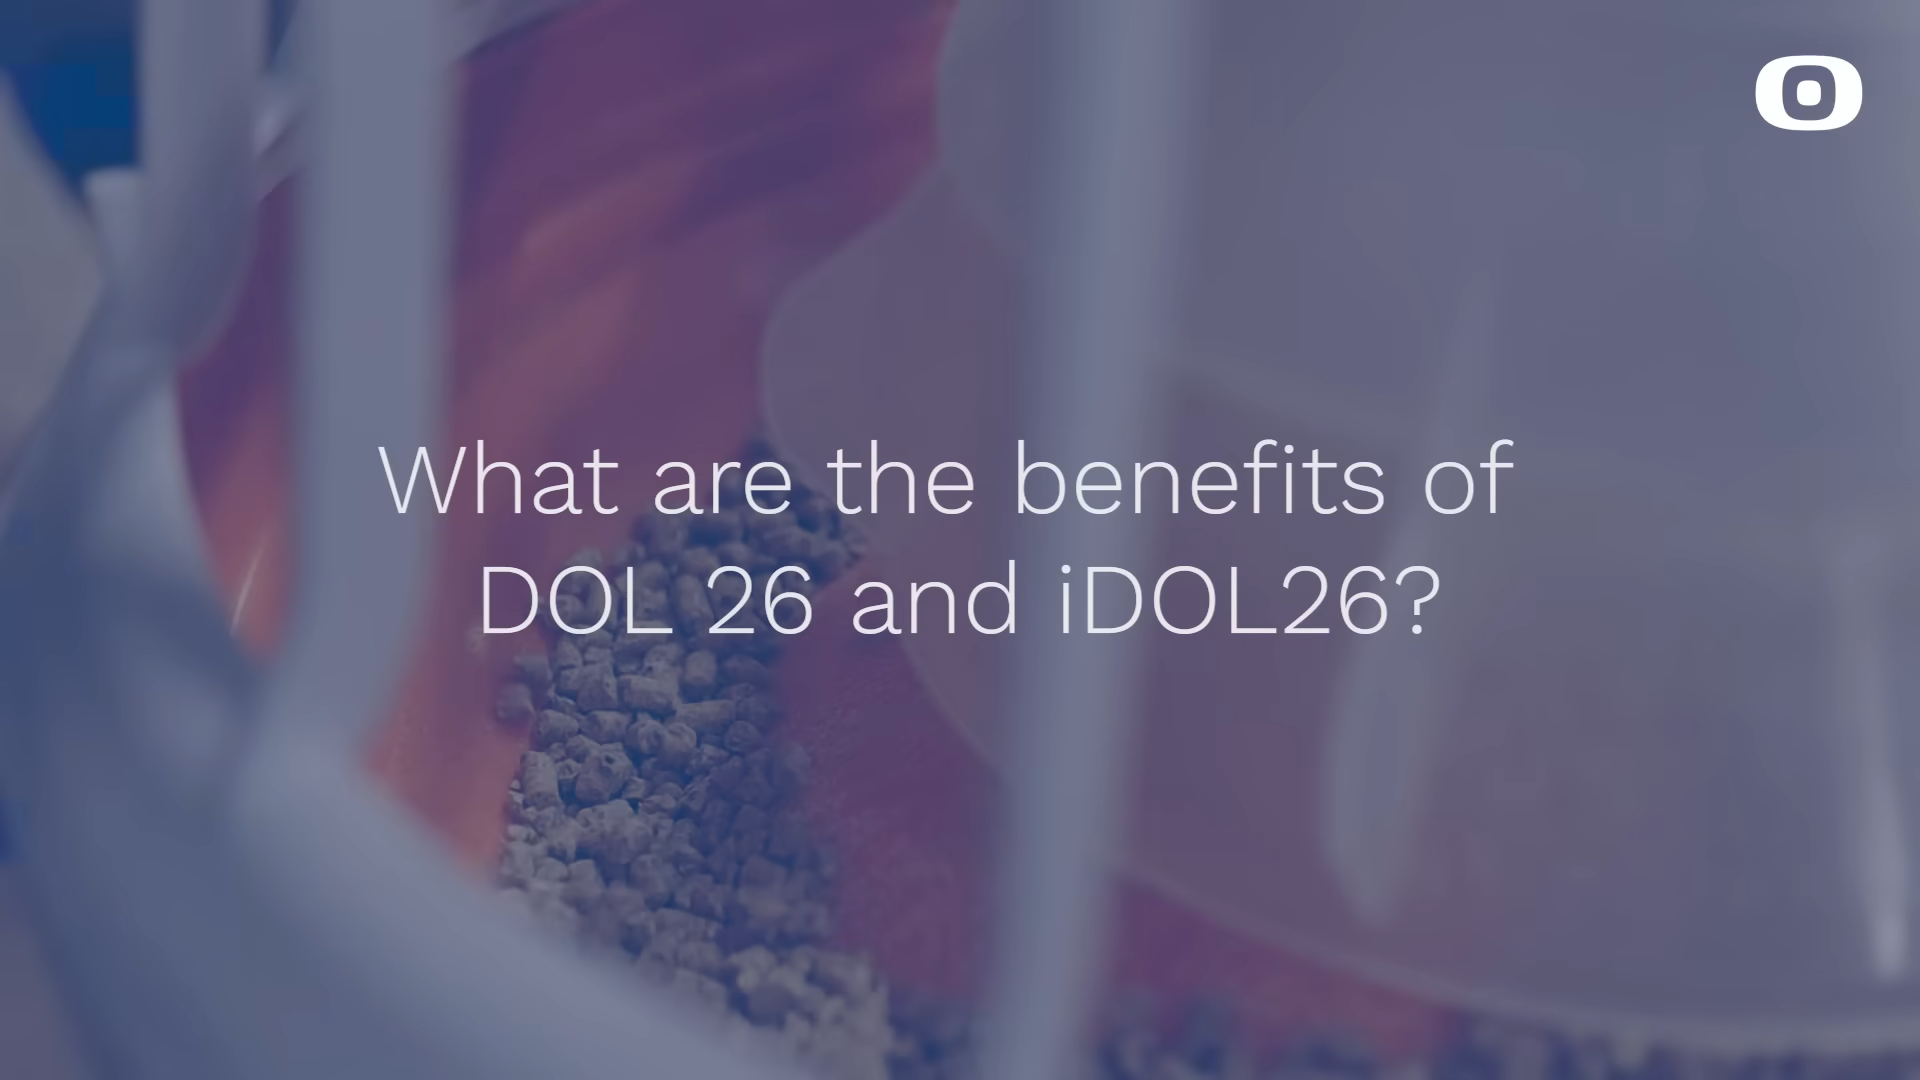 What are the benefits of
DOL 26 and iDOL26?